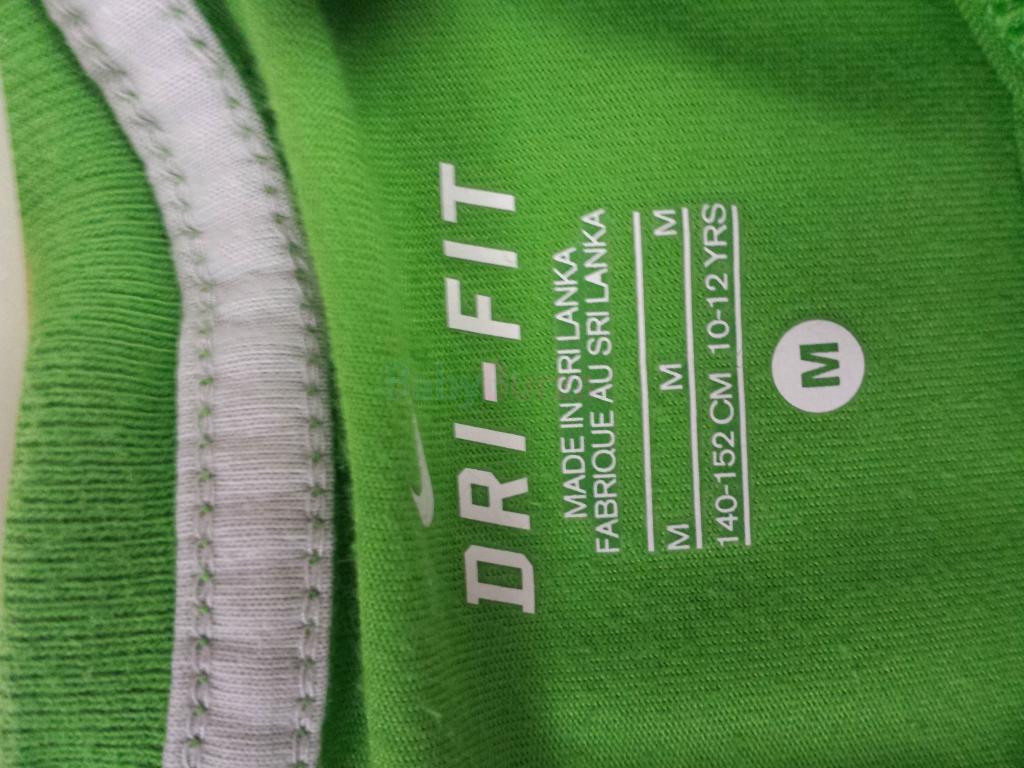 DRI-FIT
MADE IN SRI LANKA
FABRIQUE AU SRI LANKA
M M M
140-152 CM 10-12 YRS
M